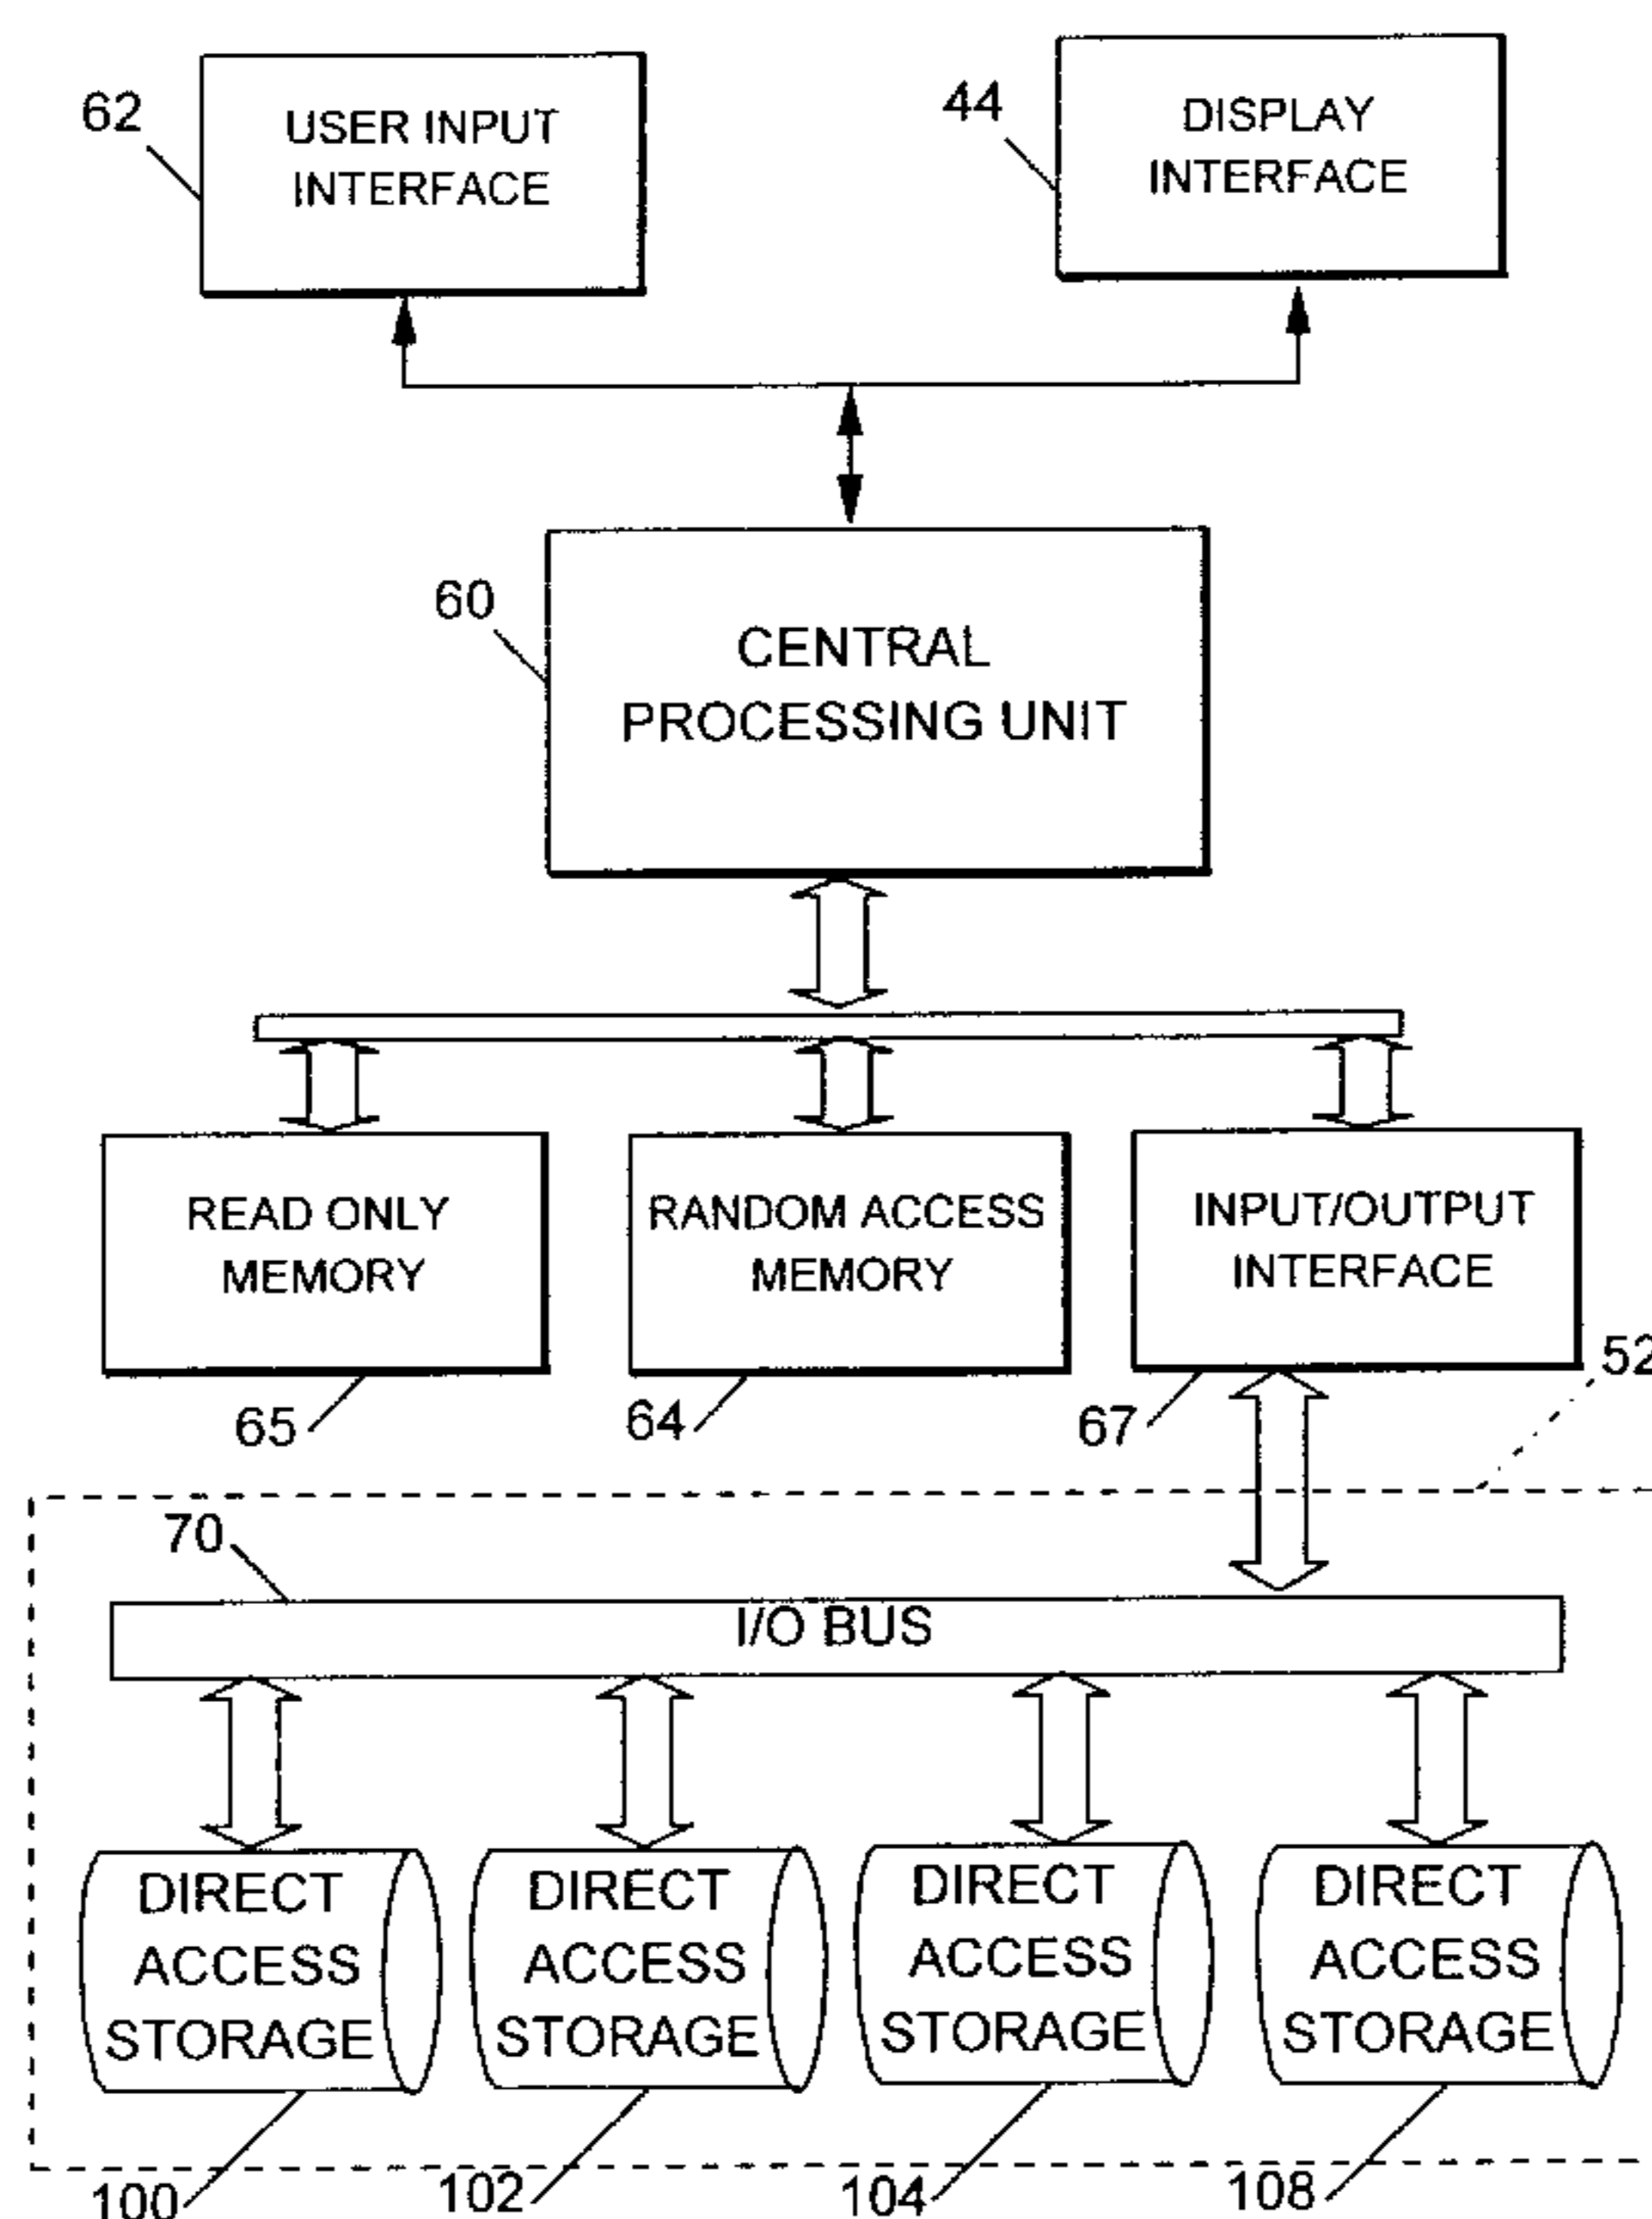 62
USER INPUT
INTERFACE
44
DISPLAY
INTERFACE
60
CENTRAL
PROCESSING UNIT
READ ONLY
MEMORY
RANDOM ACCESS
MEMORY
INPUT/OUTPUT
INTERFACE
52
65
64
67
70
I/O BUS
DIRECT
ACCESS
STORAGE
DIRECT
ACCESS
STORAGE
DIRECT
ACCESS
STORAGE
DIRECT
ACCESS
STORAGE
100
102
104
108